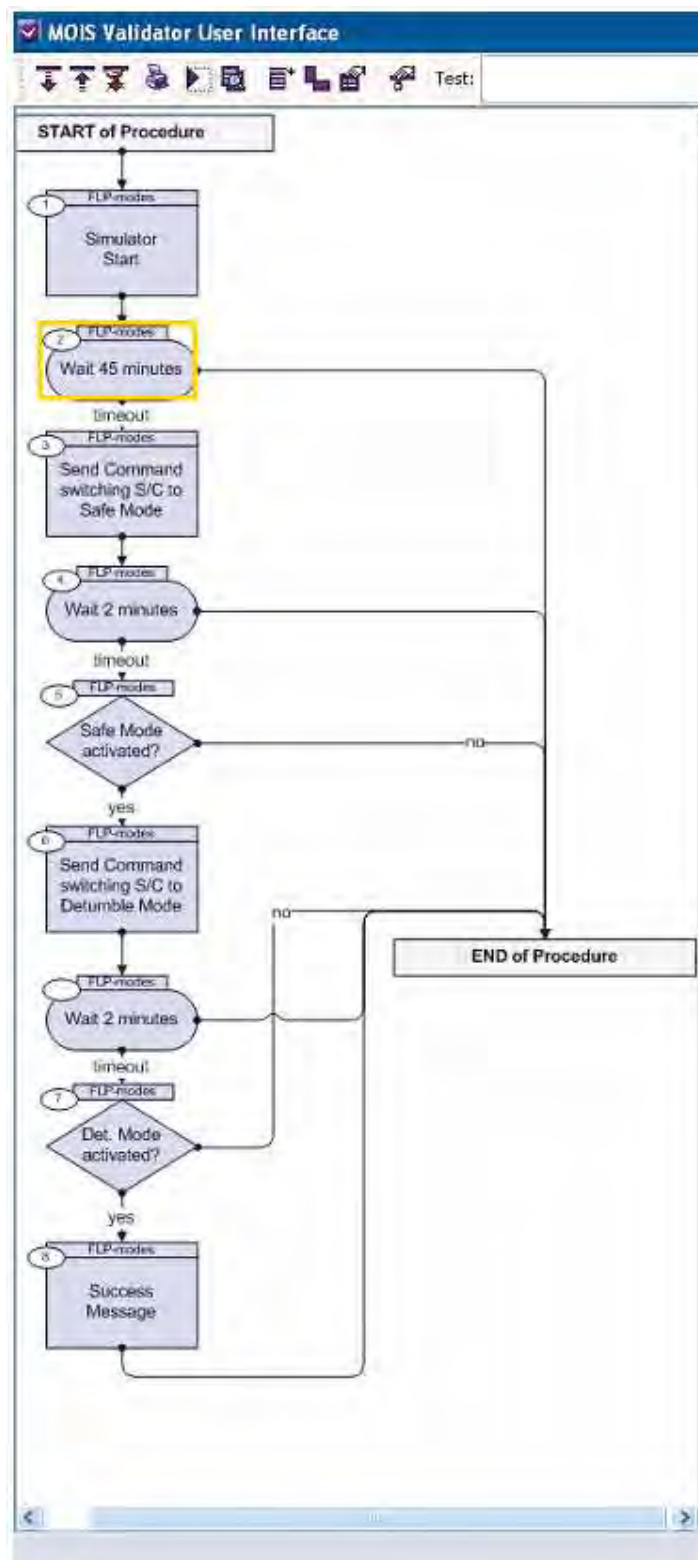 MOIS Validator User Interface
Test:
START of Procedure
1
FLP-modes
Simulator
Start
2
FLP-modes
Wait 45 minutes
timeout
3
FLP-modes
Send Command
switching S/C to
Safe Mode
4
FLP-modes
Wait 2 minutes
timeout
5
FLP-modes
Safe Mode
activated?
no
yes
6
FLP-modes
Send Command
switching S/C to
Detumble Mode
no
END of Procedure
FLP-modes
Wait 2 minutes
timeout
7
FLP-modes
Det. Mode
activated?
yes
8
FLP-modes
Success
Message